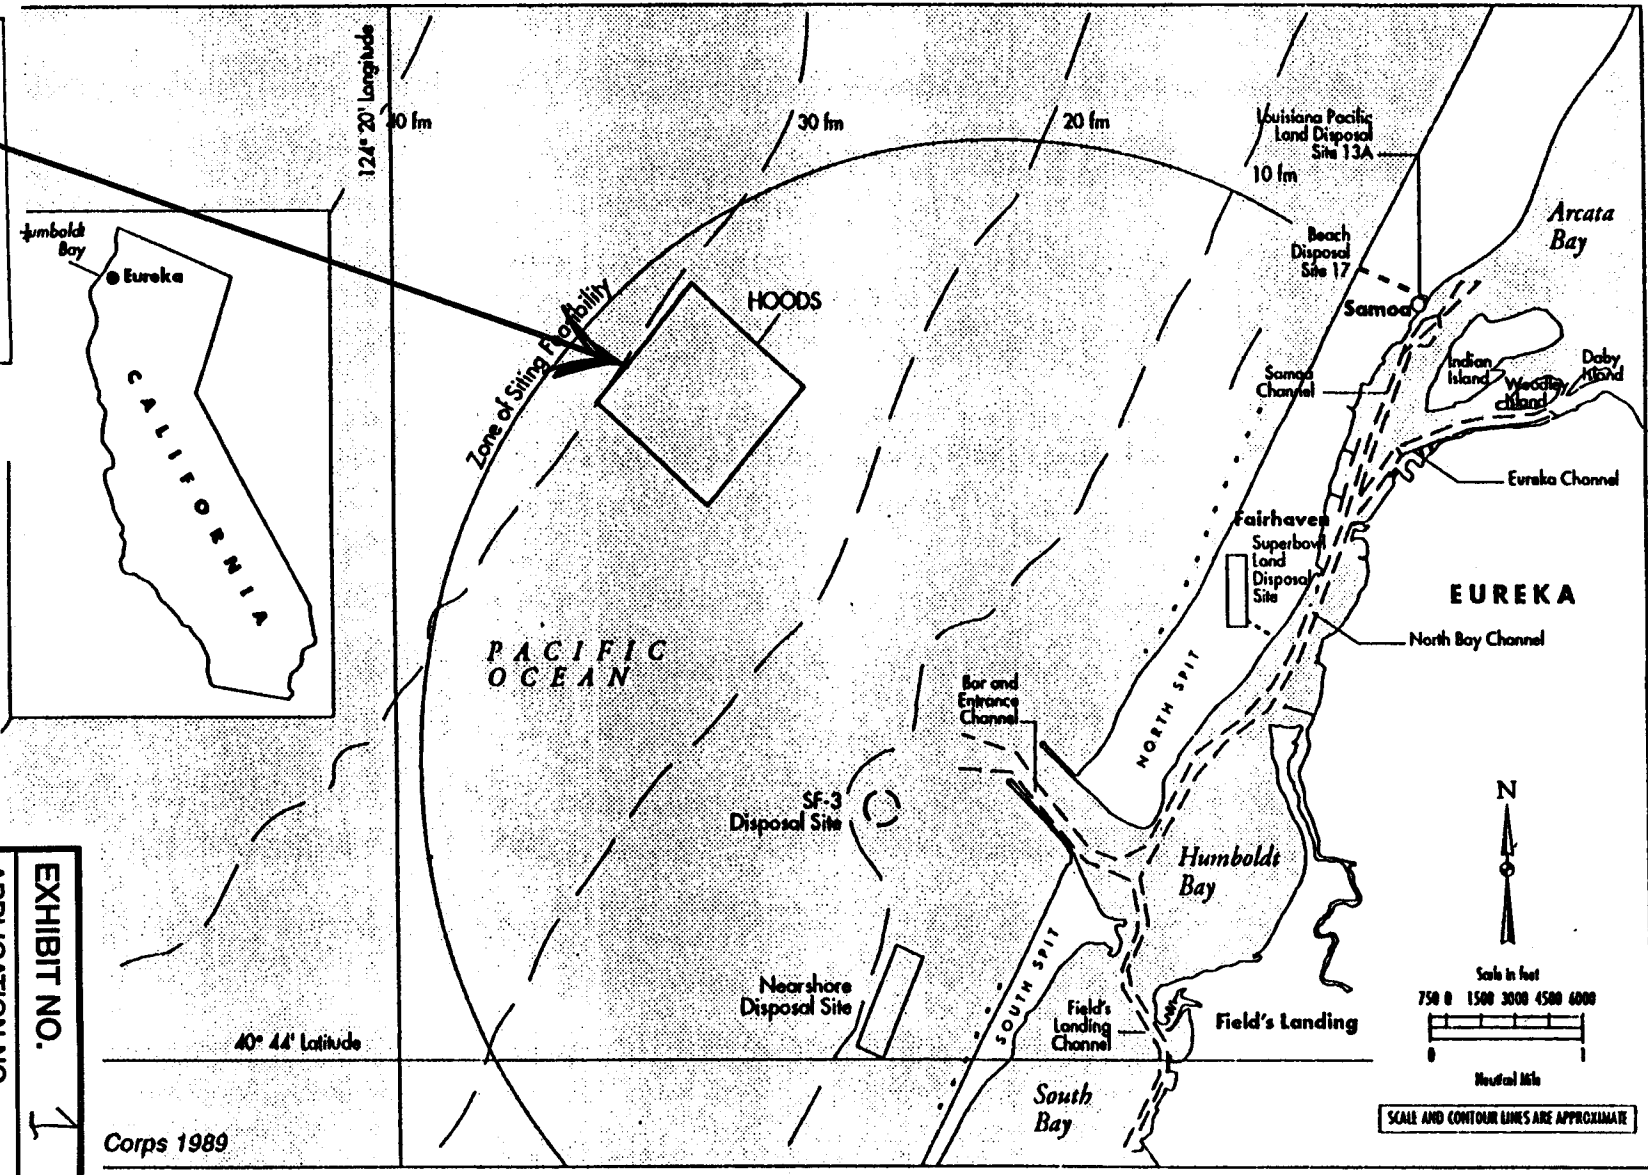 124° 20' Longitude
40 fm
30 fm
20 fm
10 fm
Louisiana Pacific
Land Disposal
Site 13A
Arcata
Bay
Beach
Disposal
Site 17
Samoa
Humboldt
Bay
Eureka
CALIFORNIA
Zone of Siting Feasibility
HOODS
Samoa
Channel
Indian
Island
Woodley
Island
Daby
Island
Eureka Channel
Fairhaven
Superbowl
Land
Disposal
Site
EUREKA
North Bay Channel
PACIFIC
OCEAN
Bar and
Entrance
Channel
NORTH SPIT
SF-3
Disposal Site
Humboldt
Bay
N
Nearshore
Disposal Site
SOUTH SPIT
Field's
Landing
Channel
Field's Landing
Scale in feet
750 0 1500 3000 4500 6000
0 1
Nautical Mile
40° 44' Latitude
South
Bay
SCALE AND CONTOUR LINES ARE APPROXIMATE
Corps 1989
EXHIBIT NO. 1
APPLICATION NO.